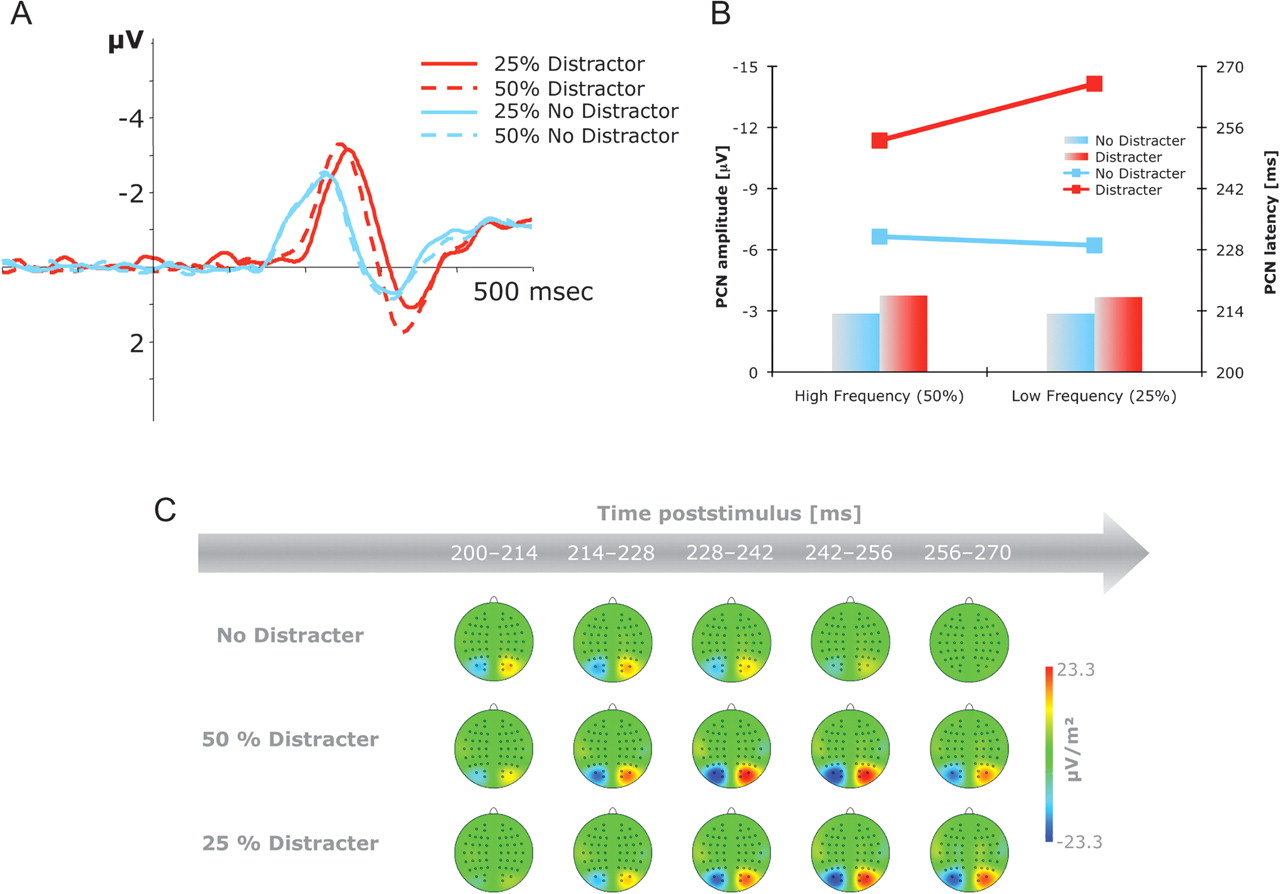 A
µV
-4
-2
2
500 msec
25% Distractor
50% Distractor
25% No Distractor
50% No Distractor
B
PCN amplitude [µV]
-15
-12
-9
-6
-3
0
No Distracter
Distracter
No Distracter
Distracter
270
256
242
228
214
200
PCN latency [ms]
High Frequency (50%) Low Frequency (25%)
C
Time poststimulus [ms]
200–214 214–228 228–242 242–256 256–270
No Distracter
50 % Distracter
25 % Distracter
23.3
µV/m²
-23.3